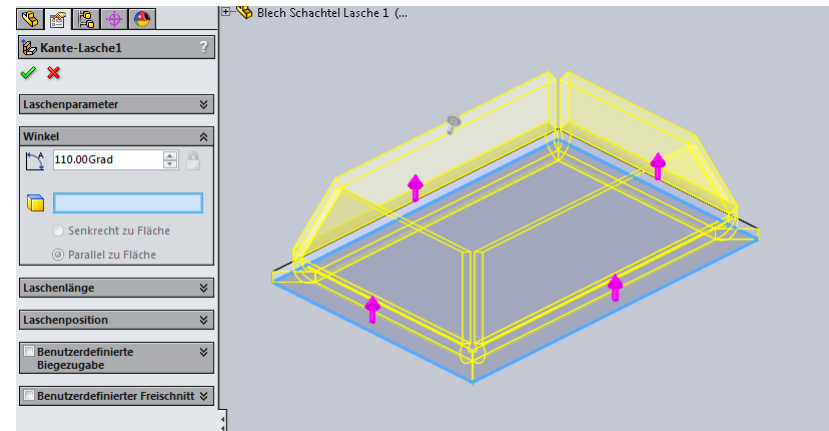 Blech Schachtel Lasche 1 (...
Kante-Lasche1
?
Laschenparameter
Winkel
110.00Grad
Senkrecht zu Fläche
Parallel zu Fläche
Laschenlänge
Laschenposition
Benutzerdefinierte
Biegezugabe
Benutzerdefinierter Freischnitt